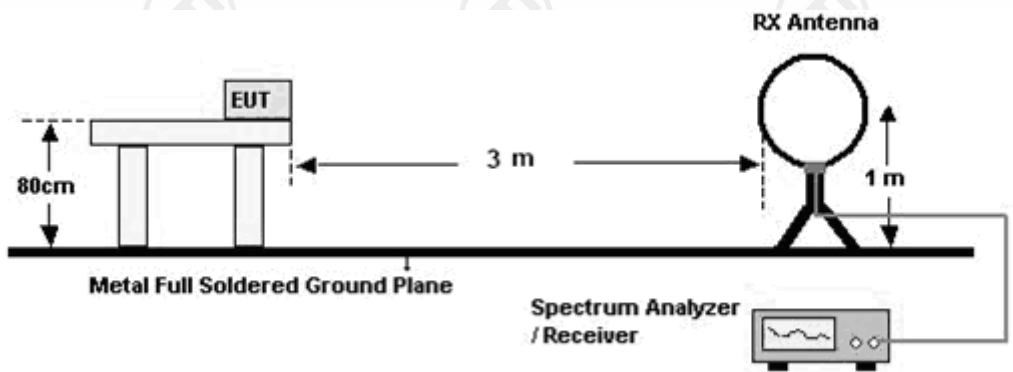 RX Antenna
EUT
80cm
3 m
1 m
Metal Full Soldered Ground Plane
Spectrum Analyzer
/ Receiver